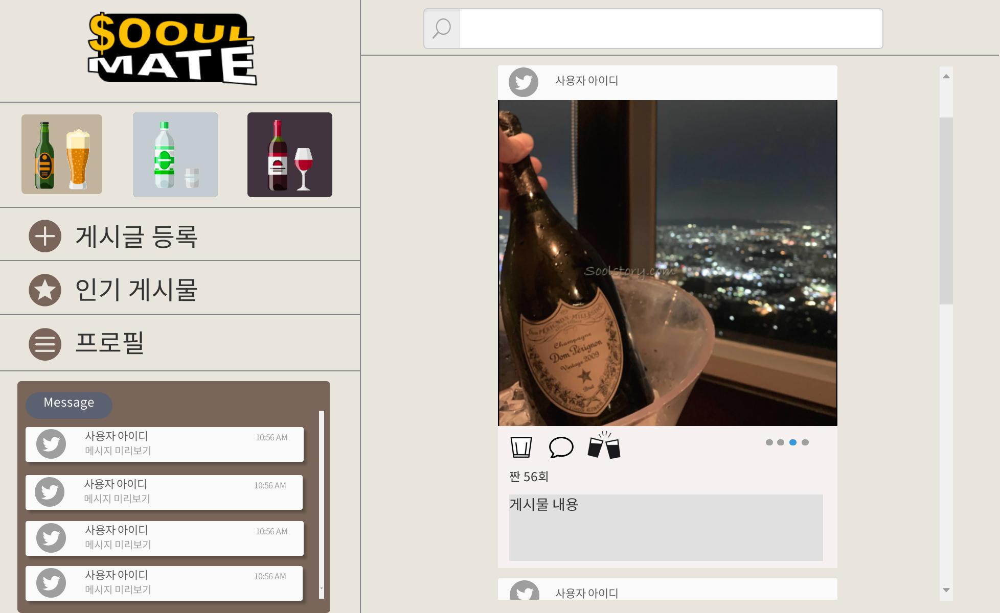 $OOUL
MATE
게시글 등록
인기 게시물
프로필
Message
사용자 아이디
10:56 AM
메시지 미리보기
사용자 아이디
10:56 AM
메시지 미리보기
사용자 아이디
10:56 AM
메시지 미리보기
사용자 아이디
10:56 AM
메시지 미리보기
사용자 아이디
Soolstory.com
Champagne
Dom Pérignon
Vintage 2009
Brut
짠 56회
게시물 내용
사용자 아이디